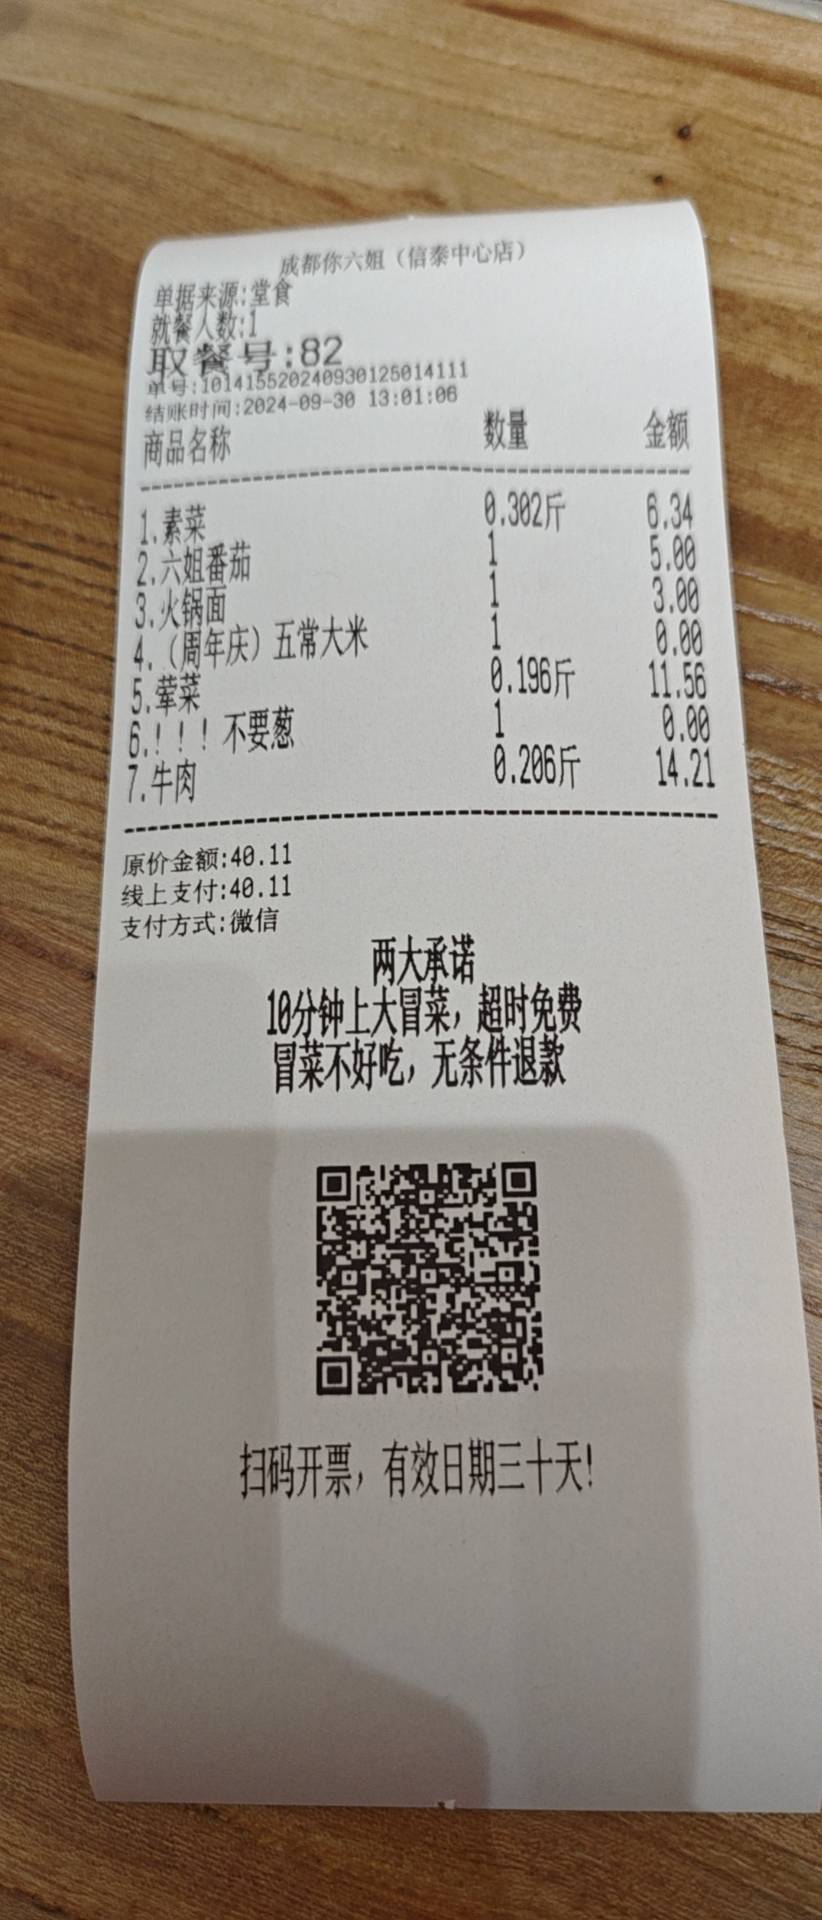 成都你六姐（信泰中心店）
单据来源:堂食
就餐人数:1
取餐号:82
单号:10141552024093012501​4111
结账时间:2024-09-30 13:01:06
商品名称 数量 金额
1.素菜 0.302斤 6.34
2.六姐番茄 1 5.00
3.火锅面 1 3.00
4.（周年庆）五常大米 1 0.00
5.荤菜 0.196斤 11.56
6.！！！不要葱 1 0.00
7.牛肉 0.206斤 14.21
原价金额:40.11
线上支付:40.11
支付方式:微信
两大承诺
10分钟上大冒菜，超时免费
冒菜不好吃，无条件退款
扫码开票，有效日期三十天!